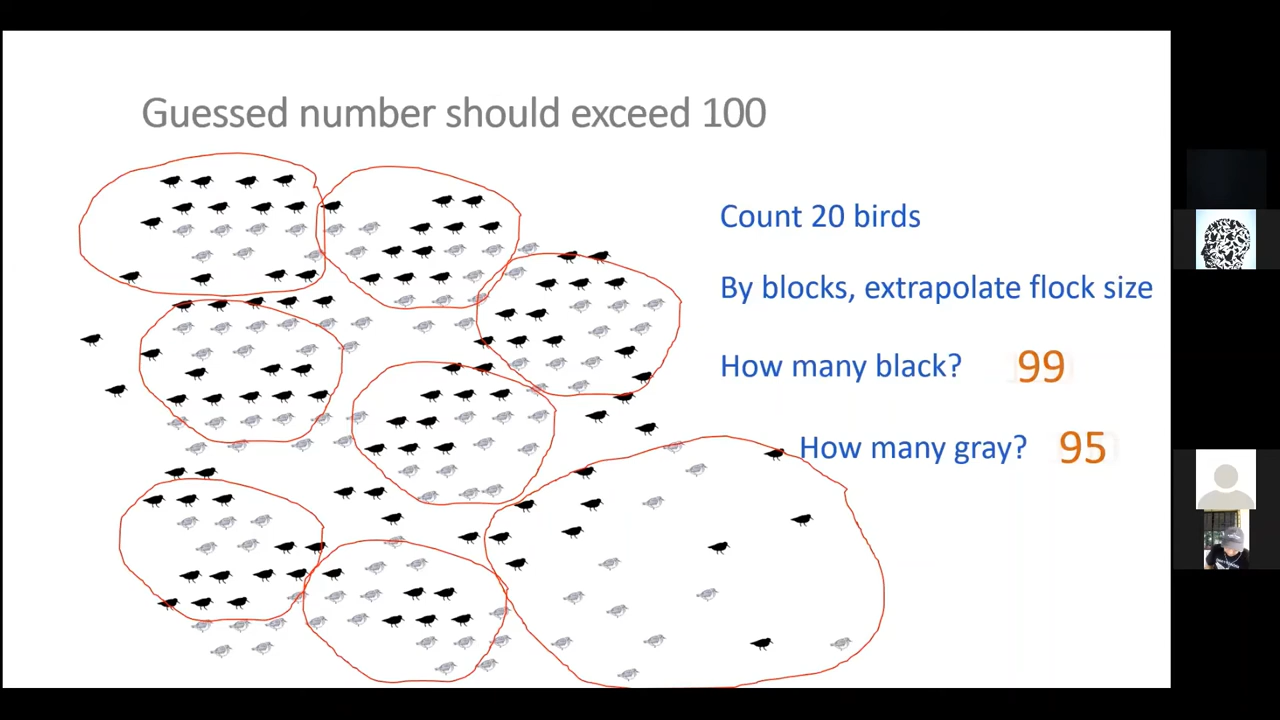 Guessed number should exceed 100
Count 20 birds
By blocks, extrapolate flock size
How many black? 99
How many gray? 95